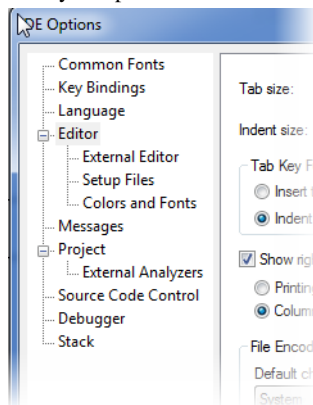 DE Options
Common Fonts
Key Bindings
Language
Editor
External Editor
Setup Files
Colors and Fonts
Messages
Project
External Analyzers
Source Code Control
Debugger
Stack
Tab size:
Indent size:
Tab Key F
Insert
Indent
Show rig
Printing
Colum
File Encod
Default ch
System